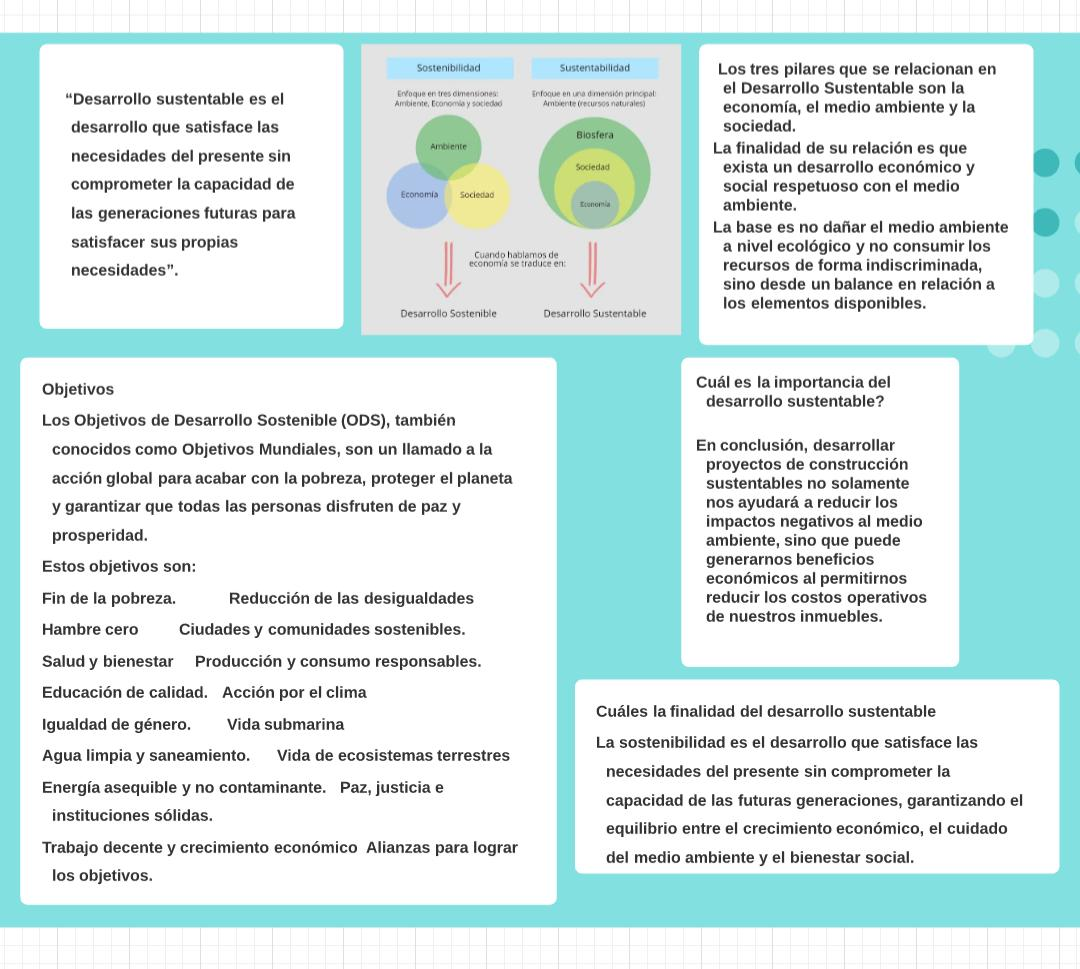 “Desarrollo sustentable es el
desarrollo que satisface las
necesidades del presente sin
comprometer la capacidad de
las generaciones futuras para
satisfacer sus propias
necesidades”.
Sostenibilidad
Enfoque en tres dimensiones:
Ambiente, Economía y sociedad
Ambiente
Economía
Sociedad
Sustentabilidad
Enfoque en una dimensión principal:
Ambiente (recursos naturales)
Biosfera
Sociedad
Economía
Cuando hablamos de
economía se traduce en:
Desarrollo Sostenible
Desarrollo Sustentable
Los tres pilares que se relacionan en
el Desarrollo Sustentable son la
economía, el medio ambiente y la
sociedad.
La finalidad de su relación es que
exista un desarrollo económico y
social respetuoso con el medio
ambiente.
La base es no dañar el medio ambiente
a nivel ecológico y no consumir los
recursos de forma indiscriminada,
sino desde un balance en relación a
los elementos disponibles.
Objetivos
Los Objetivos de Desarrollo Sostenible (ODS), también
conocidos como Objetivos Mundiales, son un llamado a la
acción global para acabar con la pobreza, proteger el planeta
y garantizar que todas las personas disfruten de paz y
prosperidad.
Estos objetivos son:
Fin de la pobreza. Reducción de las desigualdades
Hambre cero Ciudades y comunidades sostenibles.
Salud y bienestar Producción y consumo responsables.
Educación de calidad. Acción por el clima
Igualdad de género. Vida submarina
Agua limpia y saneamiento. Vida de ecosistemas terrestres
Energía asequible y no contaminante. Paz, justicia e
instituciones sólidas.
Trabajo decente y crecimiento económico Alianzas para lograr
los objetivos.
Cuál es la importancia del
desarrollo sustentable?
En conclusión, desarrollar
proyectos de construcción
sustentables no solamente
nos ayudará a reducir los
impactos negativos al medio
ambiente, sino que puede
generarnos beneficios
económicos al permitirnos
reducir los costos operativos
de nuestros inmuebles.
Cuáles la finalidad del desarrollo sustentable
La sostenibilidad es el desarrollo que satisface las
necesidades del presente sin comprometer la
capacidad de las futuras generaciones, garantizando el
equilibrio entre el crecimiento económico, el cuidado
del medio ambiente y el bienestar social.